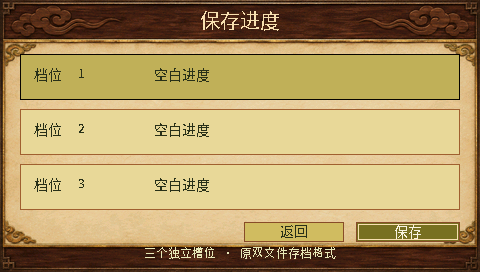 保存进度
档位 1 空白进度
档位 2 空白进度
档位 3 空白进度
返回 保存
三个独立槽位 · 原双文件存档格式